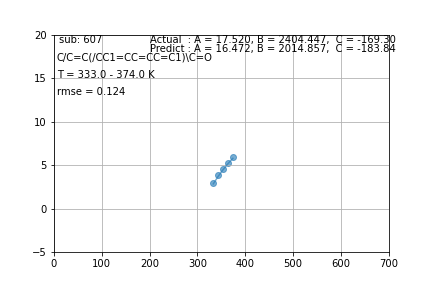 sub: 607
Actual : A = 17.520, B = 2404.447, C = -169.30
Predict : A = 16.472, B = 2014.857, C = -183.84
C/C=C(/CC1=CC=CC=C1)\C=O
T = 333.0 - 374.0 K
rmse = 0.124
20
15
10
5
0
−5
0 100 200 300 400 500 600 700